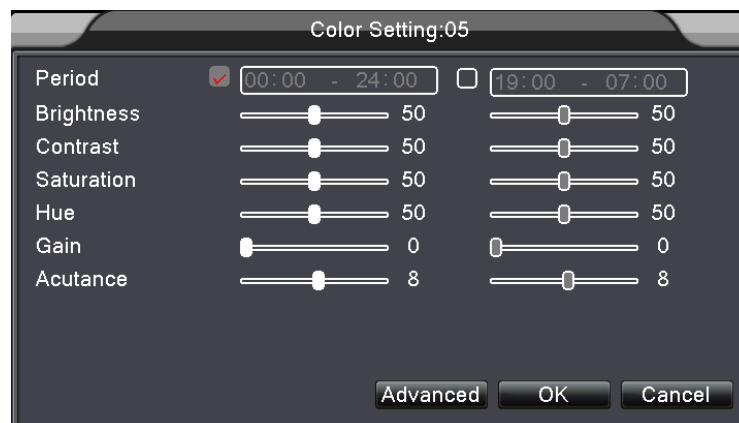 Color Setting:05
Period 00:00 - 24:00 19:00 - 07:00
Brightness 50 50
Contrast 50 50
Saturation 50 50
Hue 50 50
Gain 0 0
Acutance 8 8
Advanced OK Cancel